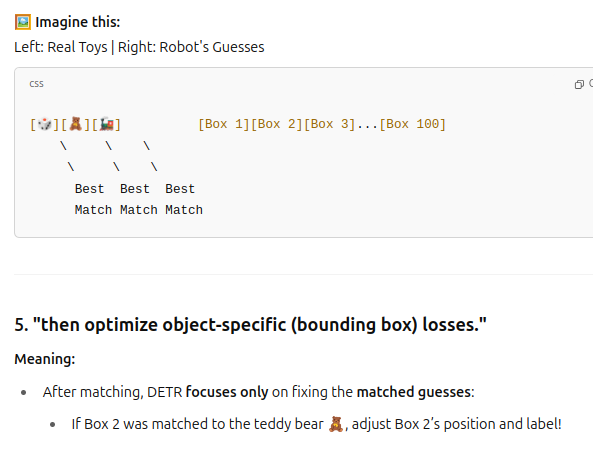 🖼️ Imagine this:
Left: Real Toys | Right: Robot's Guesses
css
[🎲][🧸][🚂] [Box 1][Box 2][Box 3]...[Box 100]
\ \ \
\ \ \
Best Best Best
Match Match Match
5. "then optimize object-specific (bounding box) losses."
Meaning:
• After matching, DETR focuses only on fixing the matched guesses:
• If Box 2 was matched to the teddy bear 🧸, adjust Box 2’s position and label!